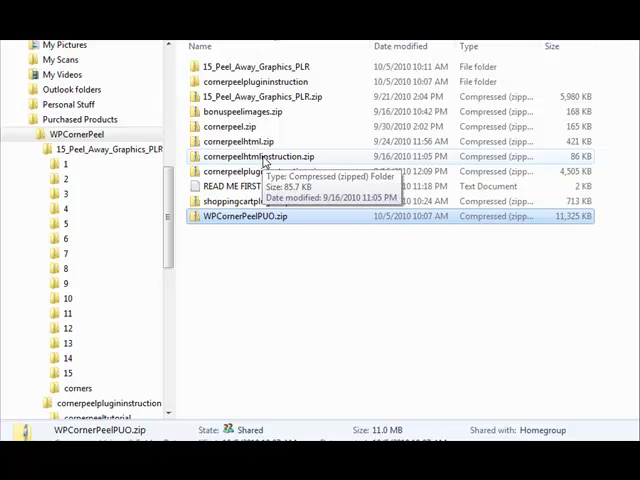 My Pictures
My Scans
My Videos
Outlook folders
Personal Stuff
Purchased Products
WPCornerPeel
15_Peel_Away_Graphics_PLR
1
2
3
4
5
6
7
8
9
10
11
12
13
14
15
corners
cornerpeelplugininstruction
cornerpeeltutorial
Name Date modified Type Size
15_Peel_Away_Graphics_PLR 10/5/2010 10:11 AM File folder
cornerpeelplugininstruction 10/5/2010 10:07 AM File folder
15_Peel_Away_Graphics_PLR.zip 9/21/2010 2:04 PM Compressed (zipp... 5,980 KB
bonuspeelimages.zip 9/16/2010 10:42 PM Compressed (zipp... 165 KB
cornerpeel.zip 9/16/2010 10:27 PM Compressed (zipp... 165 KB
cornerpeelhtml.zip 9/24/2010 11:56 AM Compressed (zipp... 421 KB
cornerpeelhtmlinstruction.zip 9/16/2010 11:05 PM Compressed (zipp... 86 KB
cornerpeelplug Compressed (zipp... 4,505 KB
READ ME FIRST 11:18 PM Text Document 2 KB
shoppingcartpl 10:24 AM Compressed (zipp... 713 KB
WPCornerPeelPUO.zip 10/5/2010 10:07 AM Compressed (zipp... 11,325 KB
Type: Compressed (zipped) Folder
Size: 85.7 KB
Date modified: 9/16/2010 11:05 PM
WPCornerPeelPUO.zip State: Shared Size: 11.0 MB Shared with: Homegroup